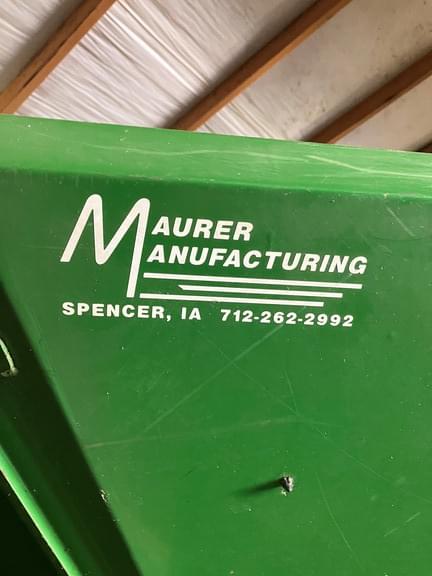 MAURER
MANUFACTURING
SPENCER, IA 712-262-2992